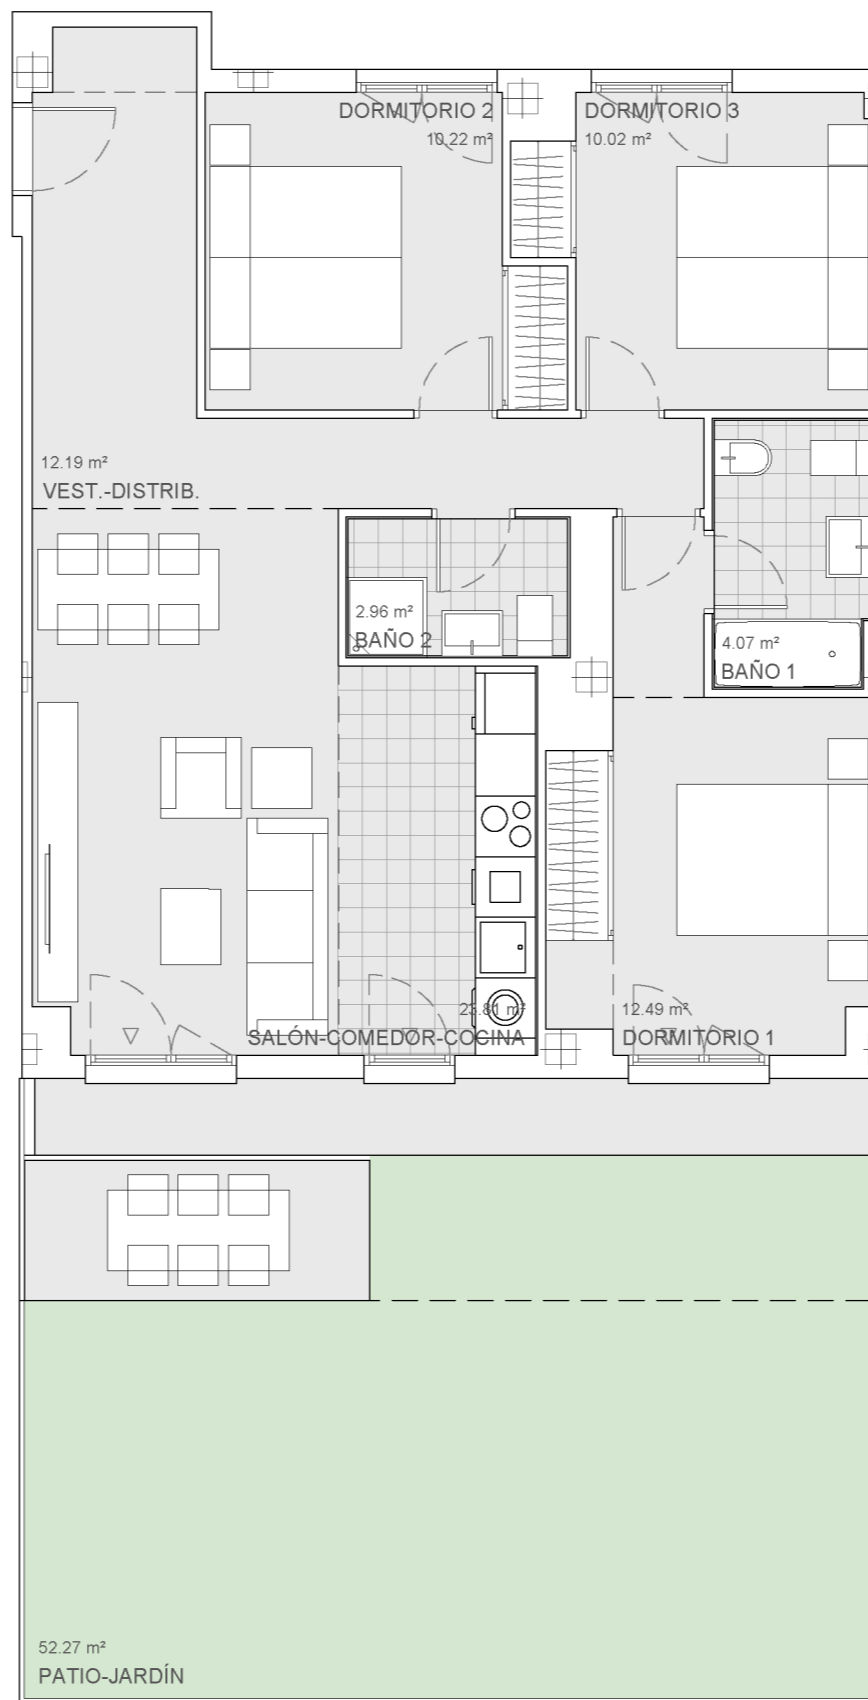 DORMITORIO 2
10.22 m²
DORMITORIO 3
10.02 m²
12.19 m²
VEST.-DISTRIB.
2.96 m²
BAÑO 2
4.07 m²
BAÑO 1
23.81 m²
SALÓN-COMEDOR-COCINA
12.49 m²
DORMITORIO 1
52.27 m²
PATIO-JARDÍN